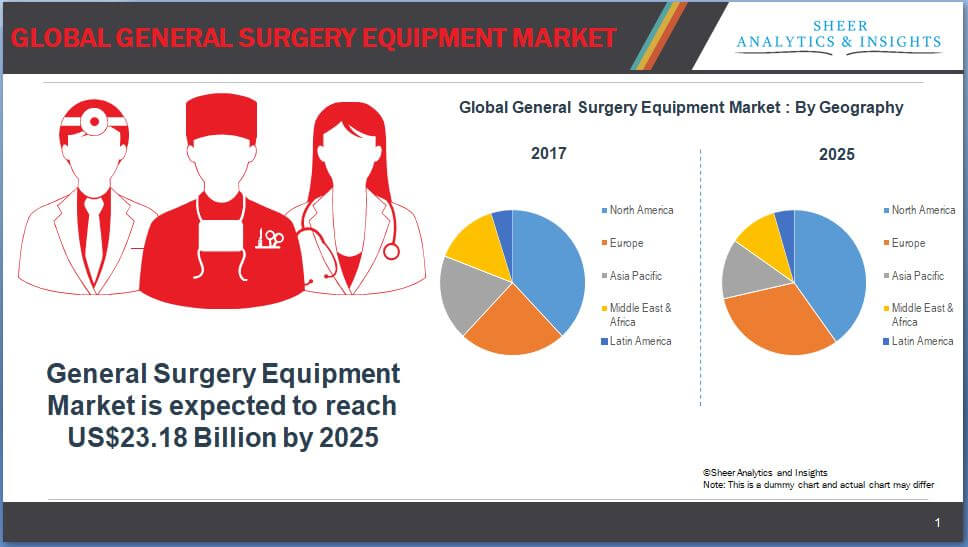 GLOBAL GENERAL SURGERY EQUIPMENT MARKET
SHEER
ANALYTICS & INSIGHTS
Global General Surgery Equipment Market : By Geography
2017
North America
Europe
Asia Pacific
Middle East &
Africa
Latin America
2025
North America
Europe
Asia Pacific
Middle East &
Africa
Latin America
General Surgery Equipment
Market is expected to reach
US$23.18 Billion by 2025
©Sheer Analytics and Insights
Note: This is a dummy chart and actual chart may differ
1